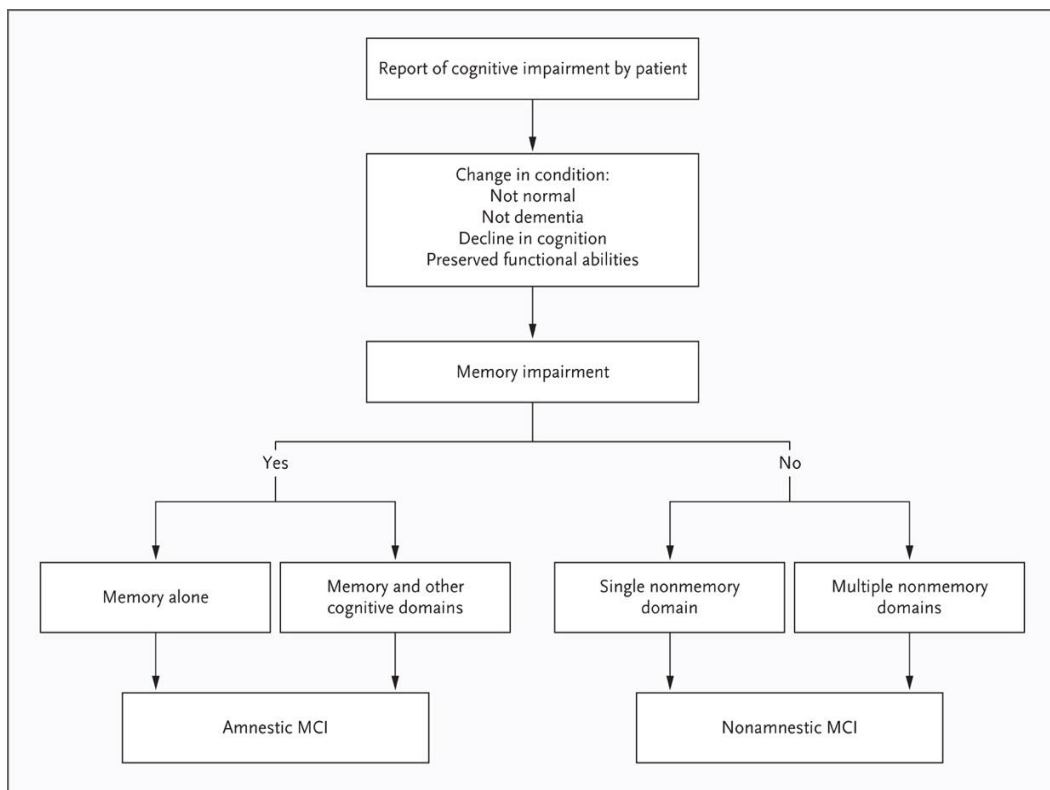 Report of cognitive impairment by patient
Change in condition:
Not normal
Not dementia
Decline in cognition
Preserved functional abilities
Memory impairment
Yes
No
Memory alone
Memory and other
cognitive domains
Single nonmemory
domain
Multiple nonmemory
domains
Amnestic MCI
Nonamnestic MCI